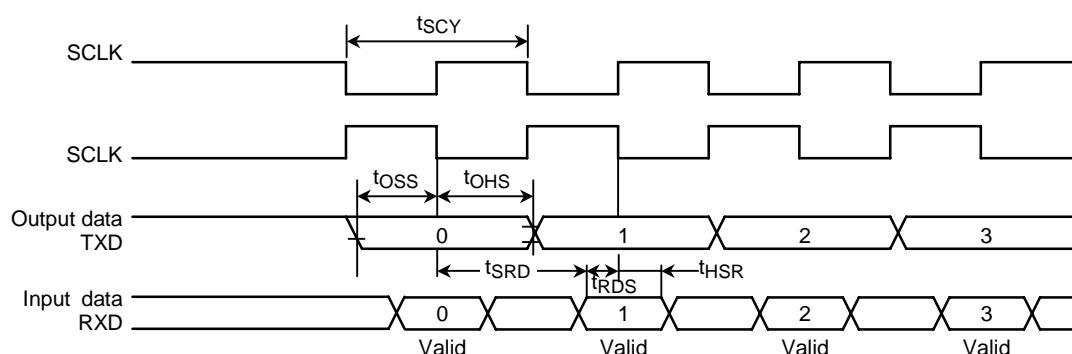 tSCY
SCLK
SCLK
tOSS tOHS
Output data
TXD
0 1 2 3
tSRD tRDS tHSR
Input data
RXD
0 1 2 3
Valid Valid Valid Valid